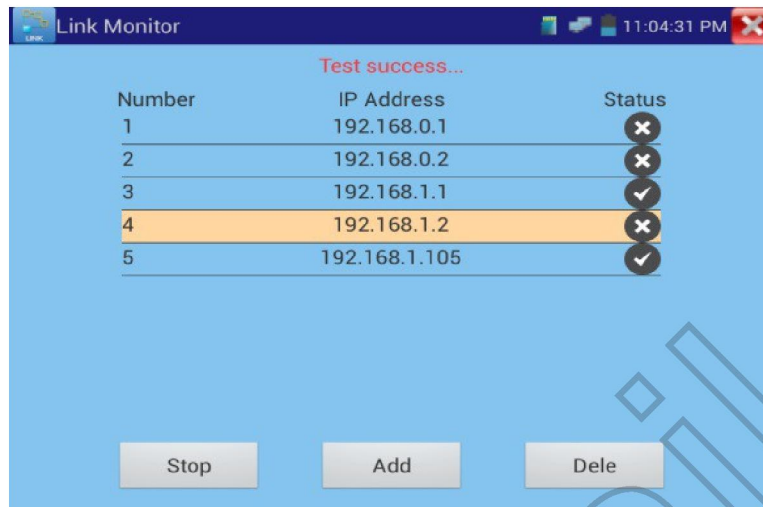 LINK
Link Monitor
11:04:31 PM
Test success...
Number IP Address Status
1 192.168.0.1
2 192.168.0.2
3 192.168.1.1
4 192.168.1.2
5 192.168.1.105
Stop Add Dele